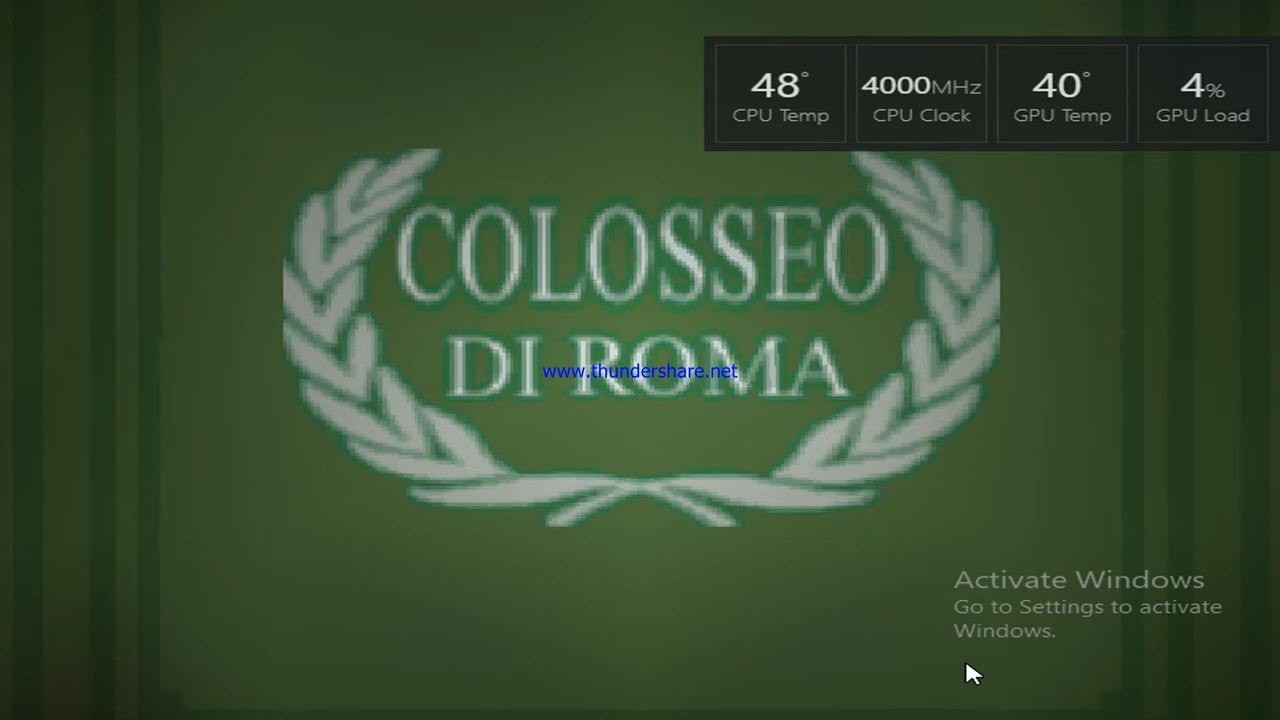 48° 4000MHz 40° 4%
CPU Temp CPU Clock GPU Temp GPU Load
COLOSSEO
DI ROMA
www.thundershare.net
Activate Windows
Go to Settings to activate
Windows.